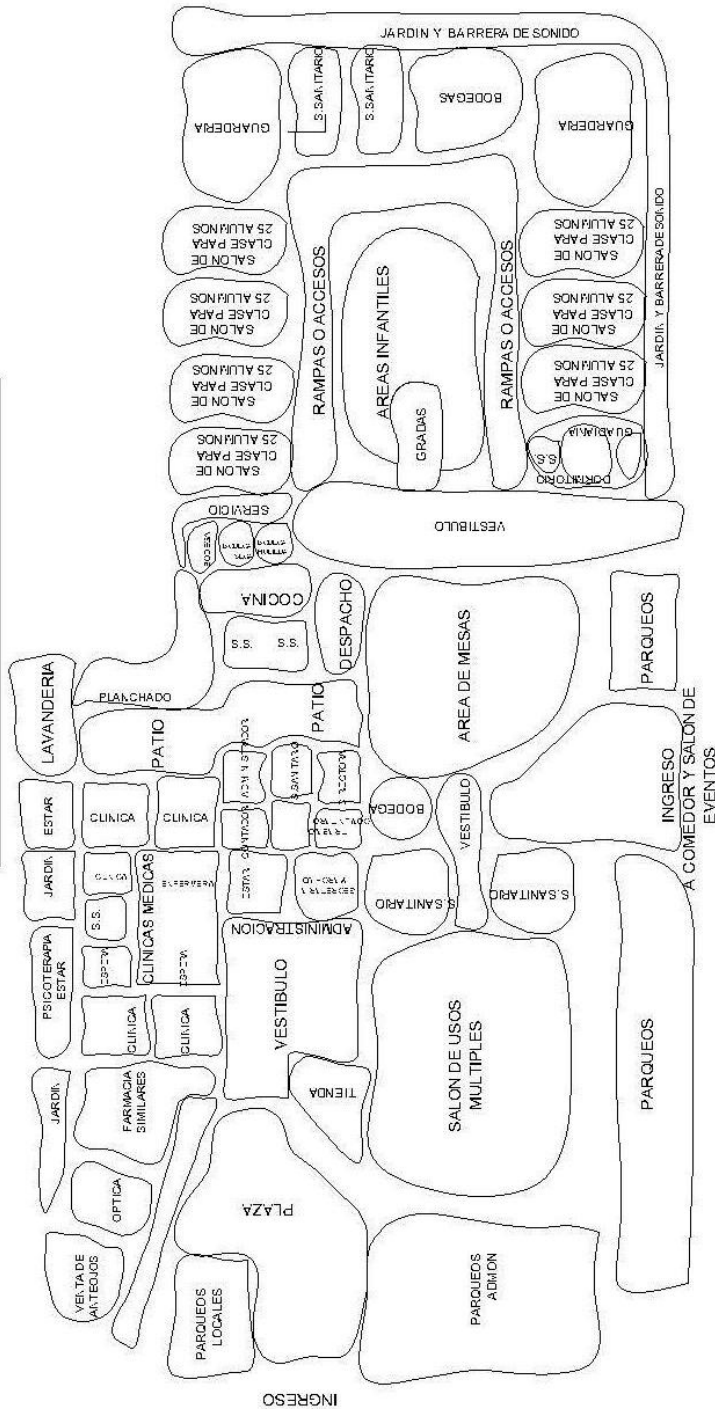 JARDIN Y BARRERA DE SONIDO
GUARDERIA
S.SANITARIO
S.SANITARIO
BODEGAS
GUARDERIA
SALON DE
CLASE PARA
25 ALUMNOS
SALON DE
CLASE PARA
25 ALUMNOS
SALON DE
CLASE PARA
25 ALUMNOS
SALON DE
CLASE PARA
25 ALUMNOS
RAMPAS O ACCESOS
AREAS INFANTILES
GRADAS
RAMPAS O ACCESOS
SALON DE
CLASE PARA
25 ALUMNOS
SALON DE
CLASE PARA
25 ALUMNOS
SALON DE
CLASE PARA
25 ALUMNOS
JARDIN Y BARRERA DE SONIDO
GUADIANIA
S.S.
DORMITORIO
SERVICIO
VESTIBULO
COCINA
S.S.
S.S.
DESPACHO
AREA DE MESAS
PARQUEOS
LAVANDERIA
PLANCHADO
PATIO
PATIO
INGRESO
A COMEDOR Y SALON DE
EVENTOS
ESTAR
CLINICA
CLINICA
ADMINISTRADOR
S.SANITARO
CONTADOR
BODEGA
VESTIBULO
JARDIN
S.S.
CLINICAS MEDICAS
ENFERMERIA
ESPERA
ESPERA
ESTAR
ADMINISTRACION
S.SANITARIO
S.SANITARIO
PSICOTERAPIA
ESTAR
CLINICA
CLINICA
VESTIBULO
TIENDA
SALON DE USOS
MULTIPLES
PARQUEOS
JARDIN
FARMACIA
SIMILARES
OPTICA
VENTA DE
ANTEOJOS
PLAZA
PARQUEOS
LOCALES
PARQUEOS
ADMON
INGRESO